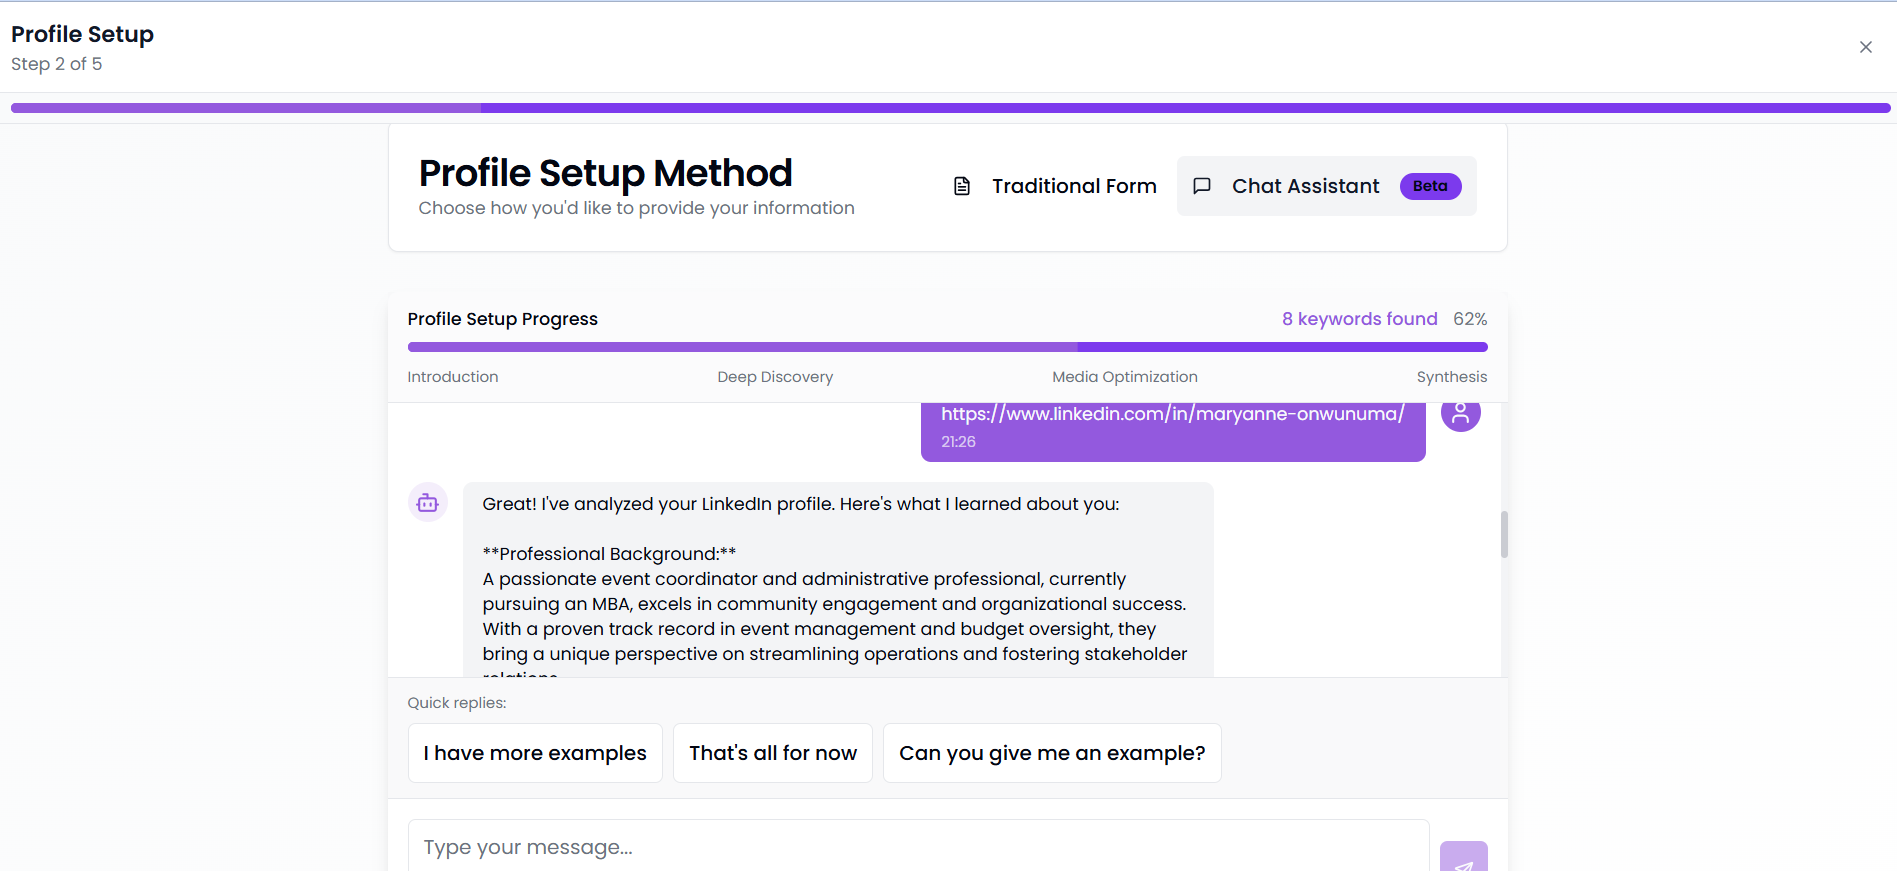 Profile Setup
Step 2 of 5
Profile Setup Method
Choose how you'd like to provide your information
Traditional Form
Chat Assistant
Beta
Profile Setup Progress
8 keywords found 62%
Introduction
Deep Discovery
Media Optimization
Synthesis
https://www.linkedin.com/in/maryanne-onwunuma/
21:26
Great! I've analyzed your LinkedIn profile. Here's what I learned about you:
**Professional Background:**
A passionate event coordinator and administrative professional, currently
pursuing an MBA, excels in community engagement and organizational success.
With a proven track record in event management and budget oversight, they
bring a unique perspective on streamlining operations and fostering stakeholder
relations
Quick replies:
I have more examples
That's all for now
Can you give me an example?
Type your message...